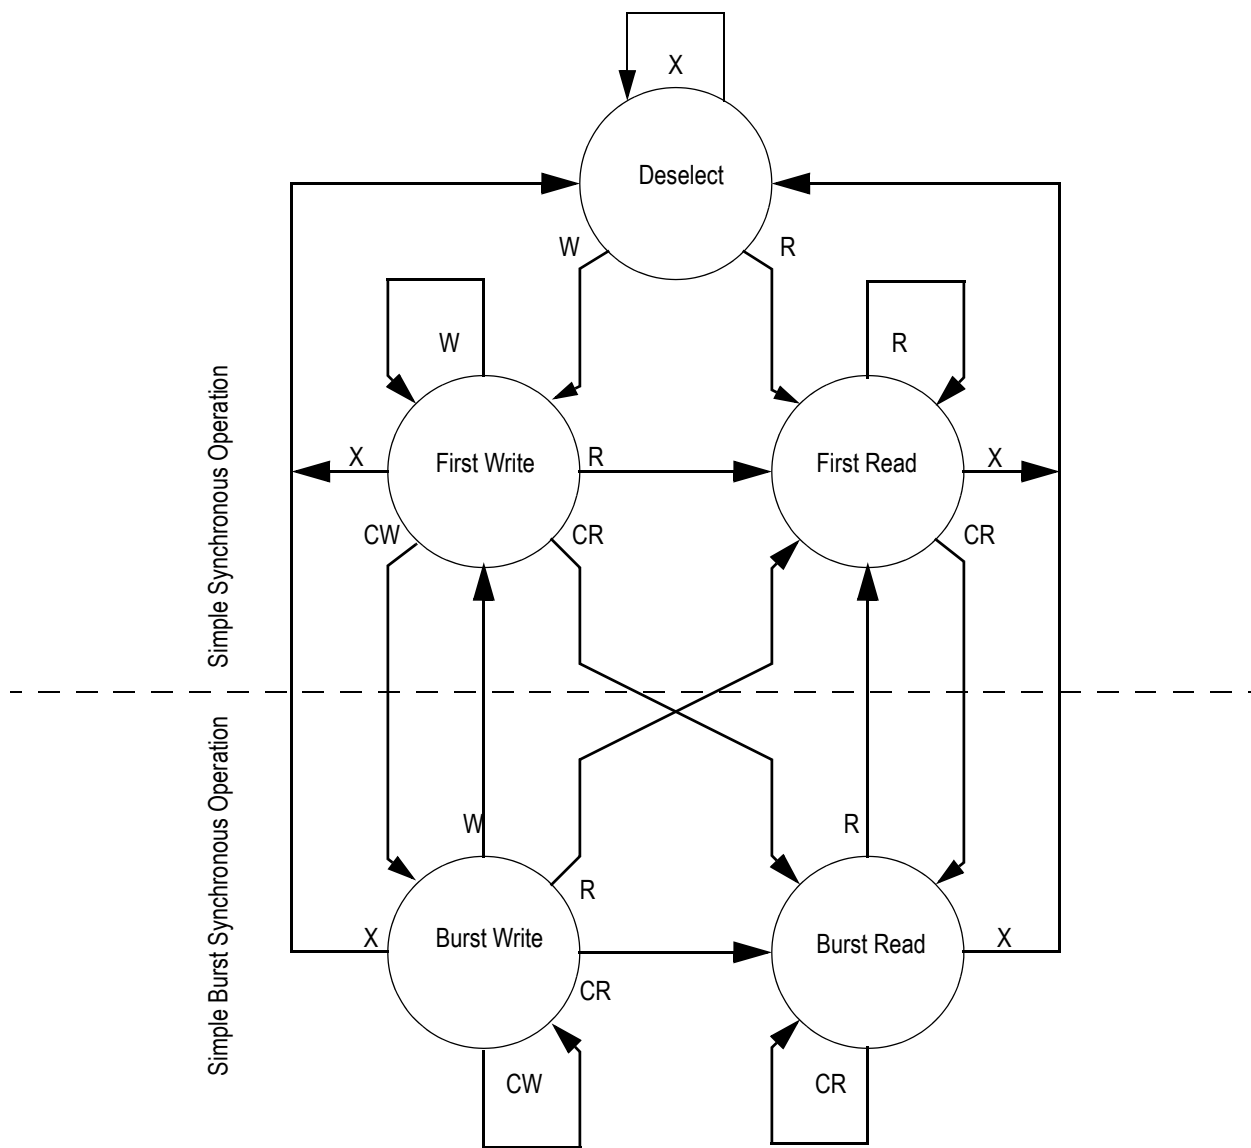 X
Deselect
W
R
W
R
X
First Write
R
First Read
X
CW
CR
CR
Simple Synchronous Operation
Simple Burst Synchronous Operation
W
R
R
X
Burst Write
Burst Read
X
CR
CW
CR